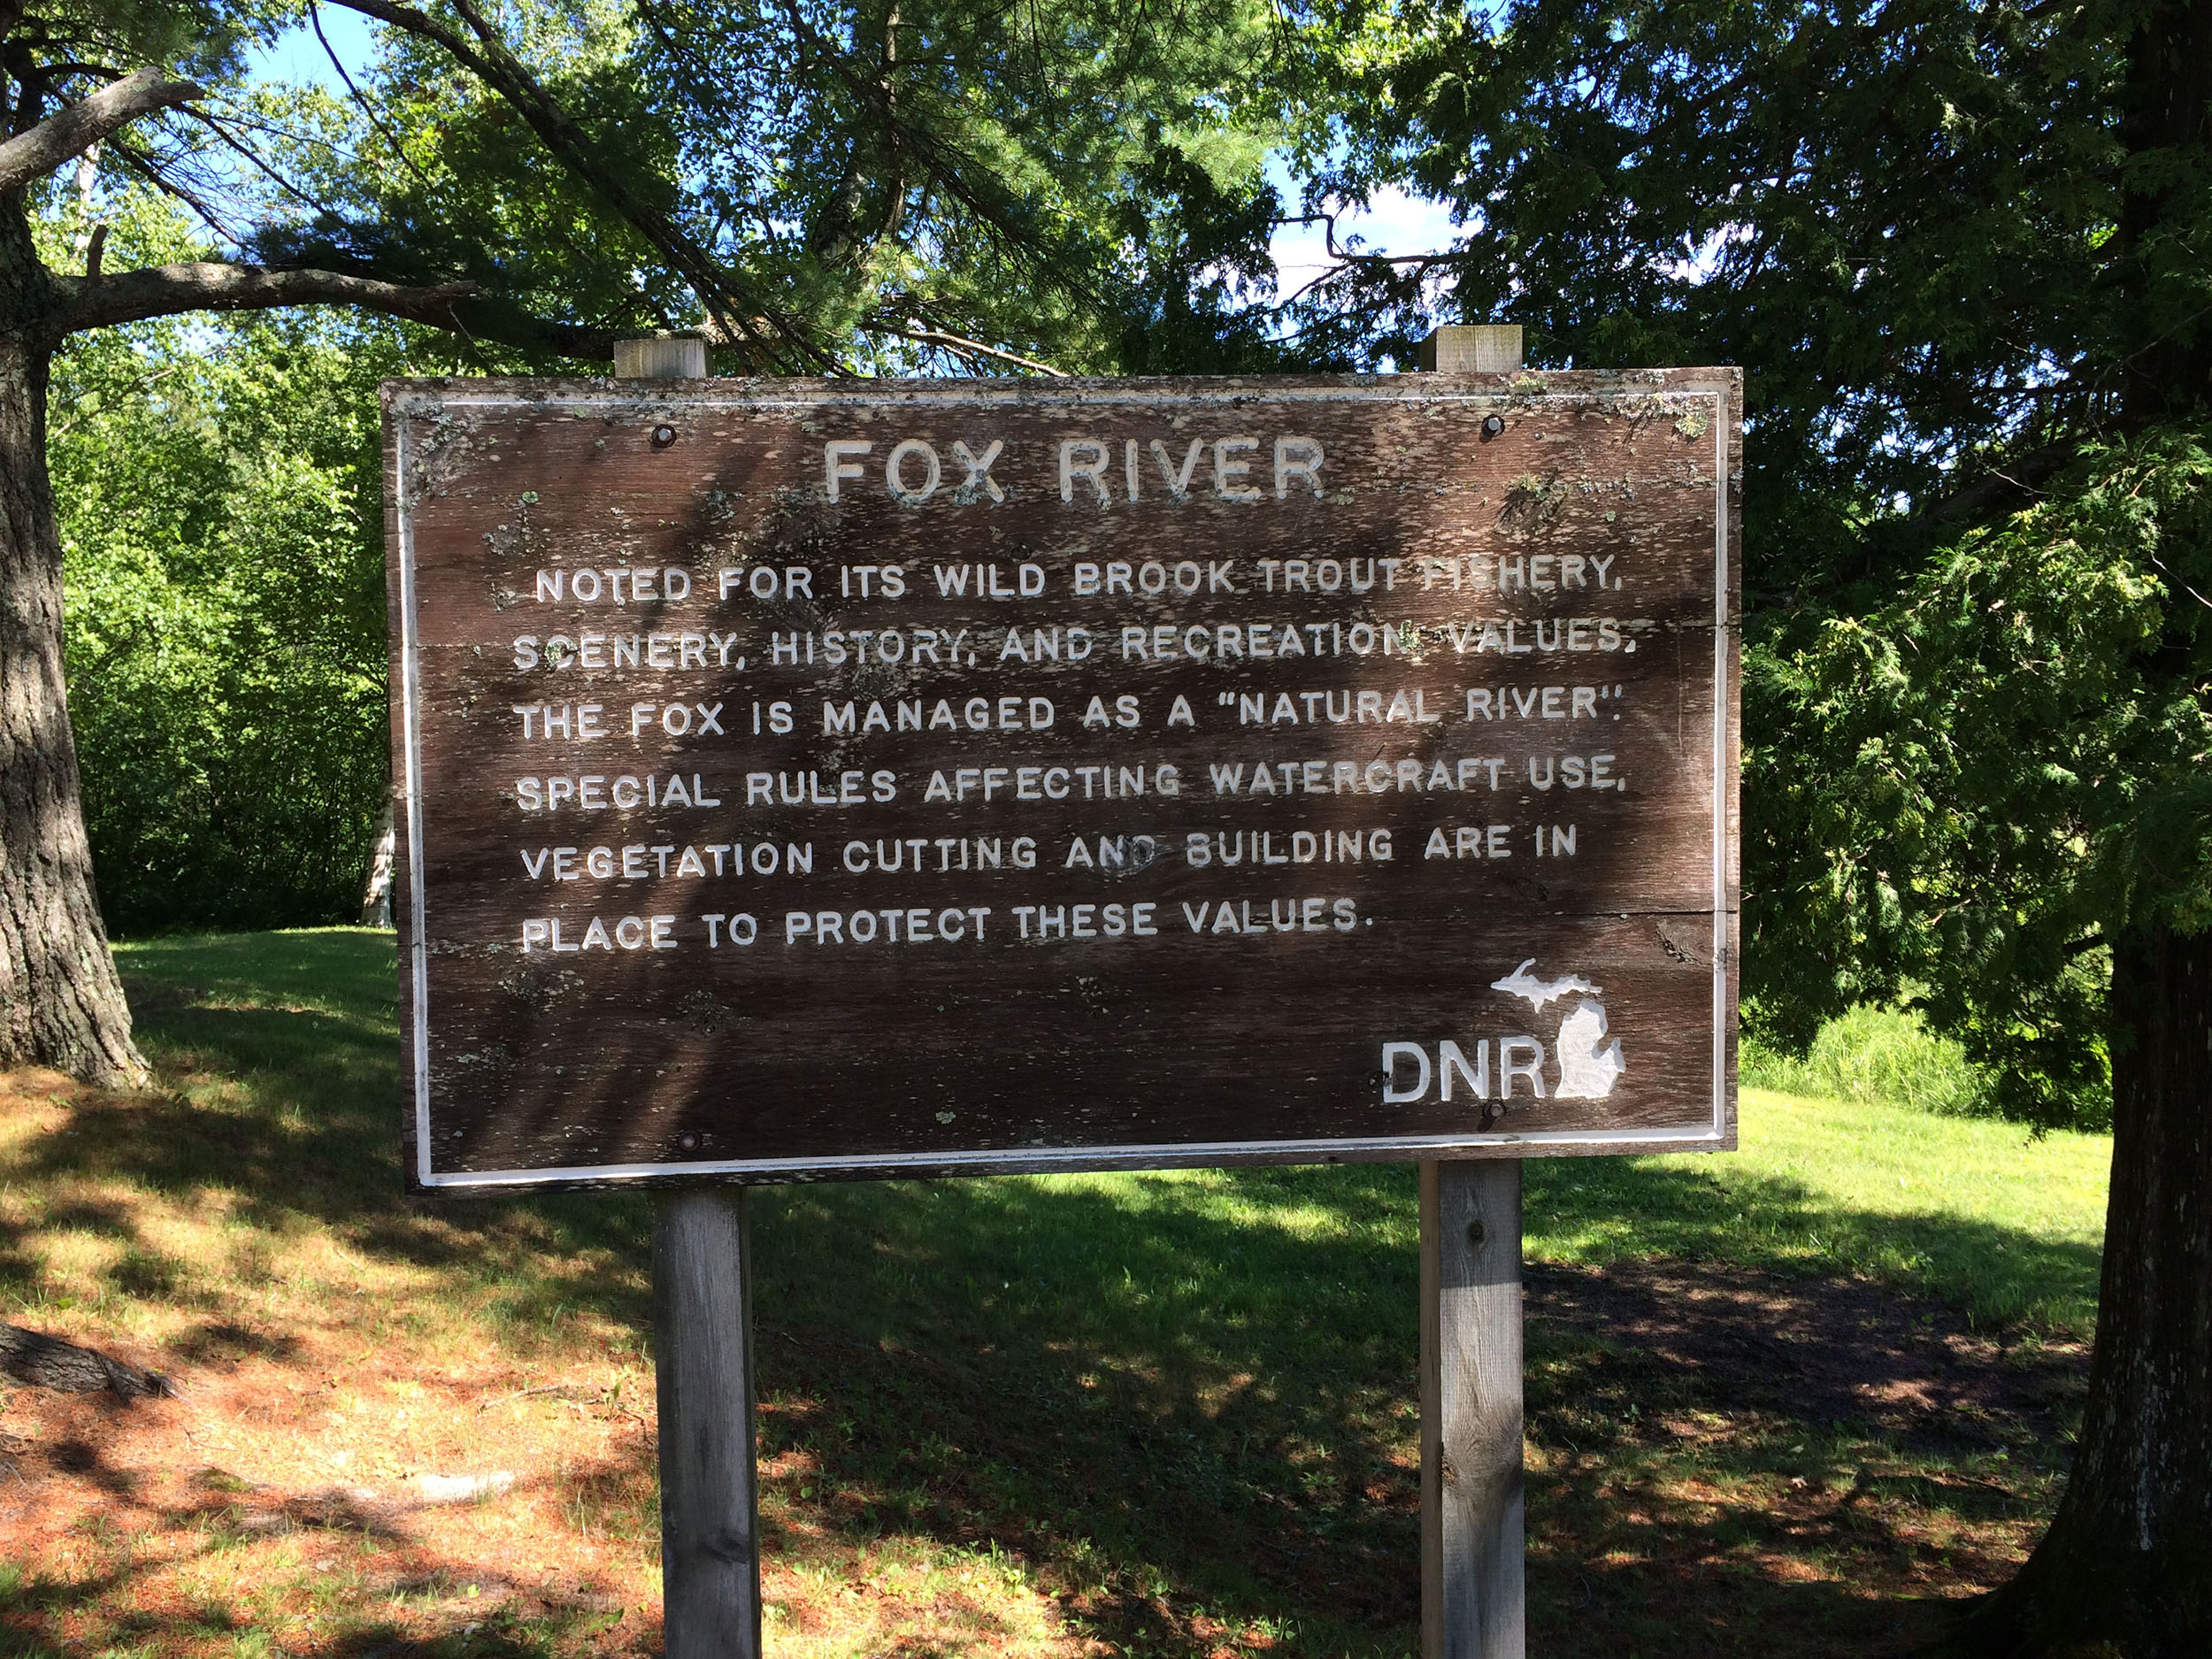 FOX RIVER
NOTED FOR ITS WILD BROOK TROUT FISHERY,
SCENERY, HISTORY, AND RECREATION VALUES,
THE FOX IS MANAGED AS A "NATURAL RIVER".
SPECIAL RULES AFFECTING WATERCRAFT USE,
VEGETATION CUTTING AND BUILDING ARE IN
PLACE TO PROTECT THESE VALUES.
DNR